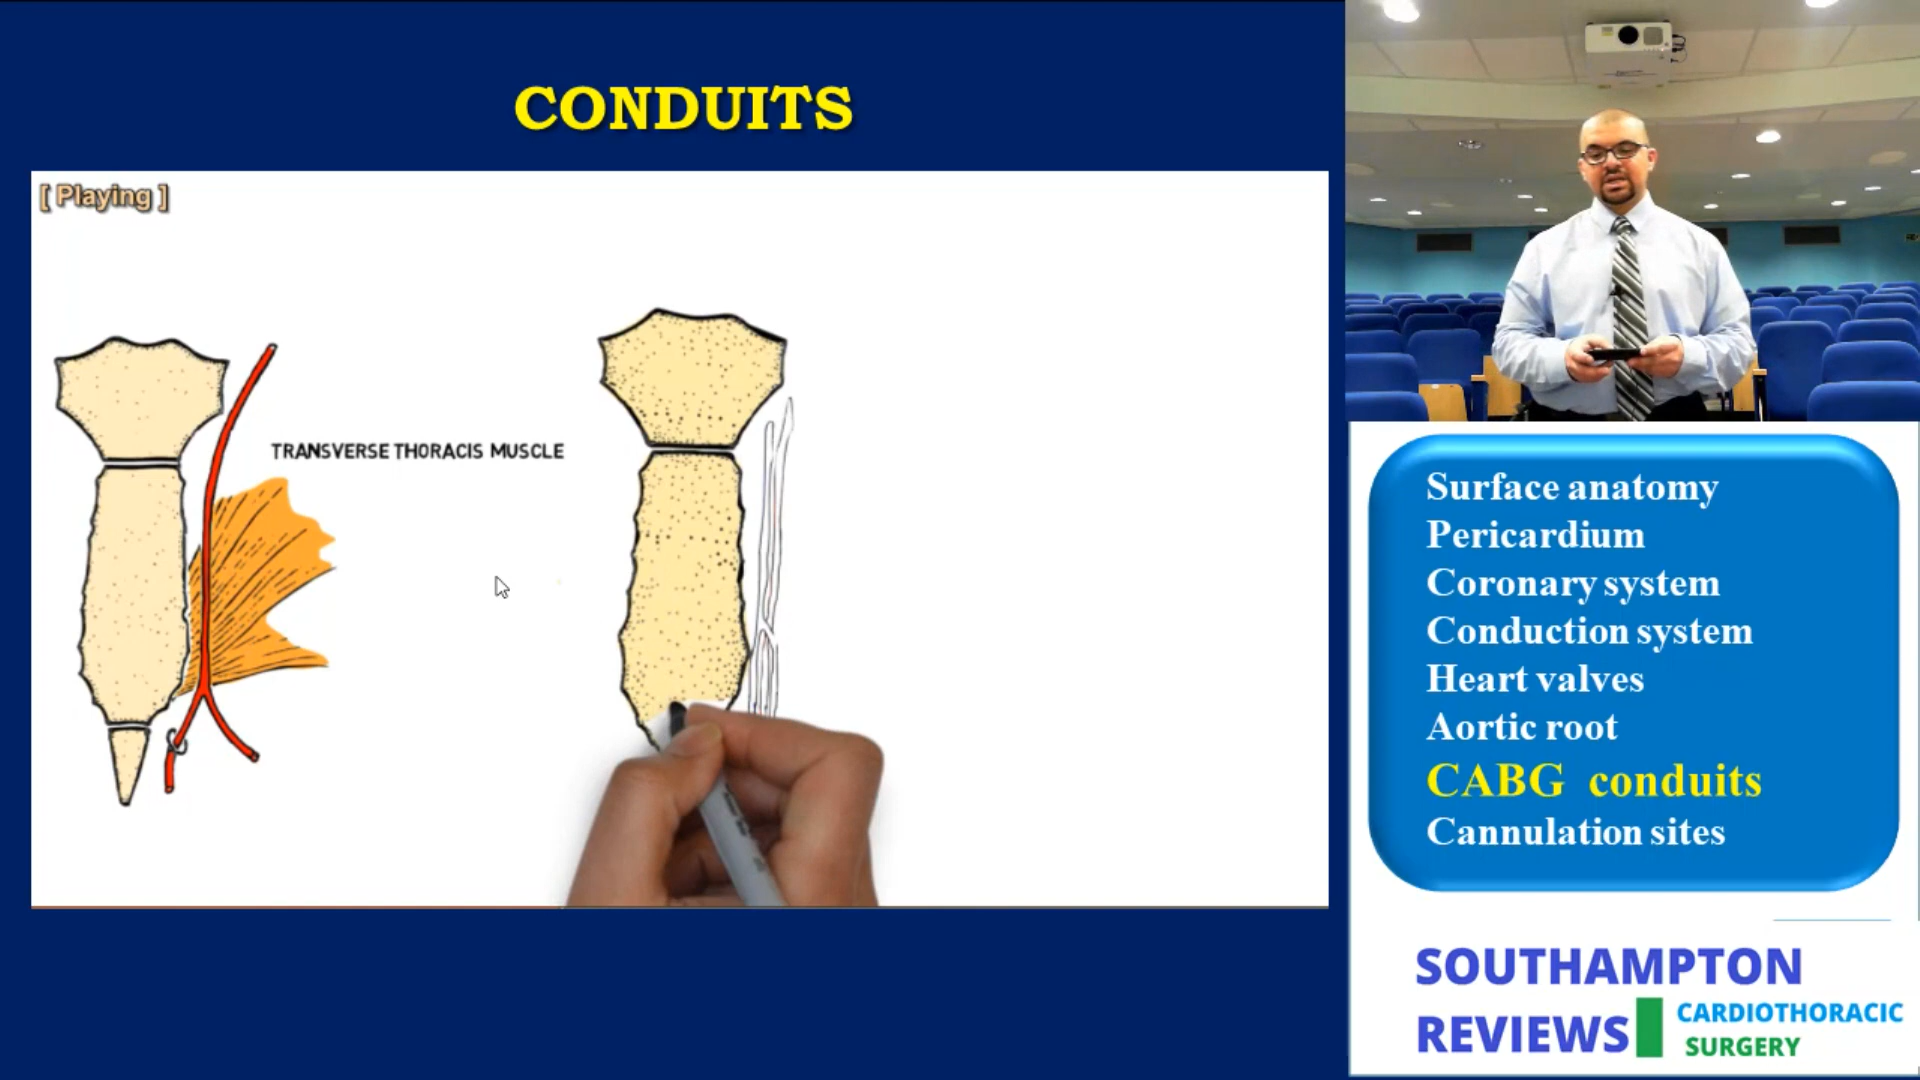 CONDUITS
[ Playing ]
TRANSVERSE THORACIS MUSCLE
Surface anatomy
Pericardium
Coronary system
Conduction system
Heart valves
Aortic root
CABG conduits
Cannulation sites
SOUTHAMPTON
REVIEWS
CARDIOTHORACIC
SURGERY